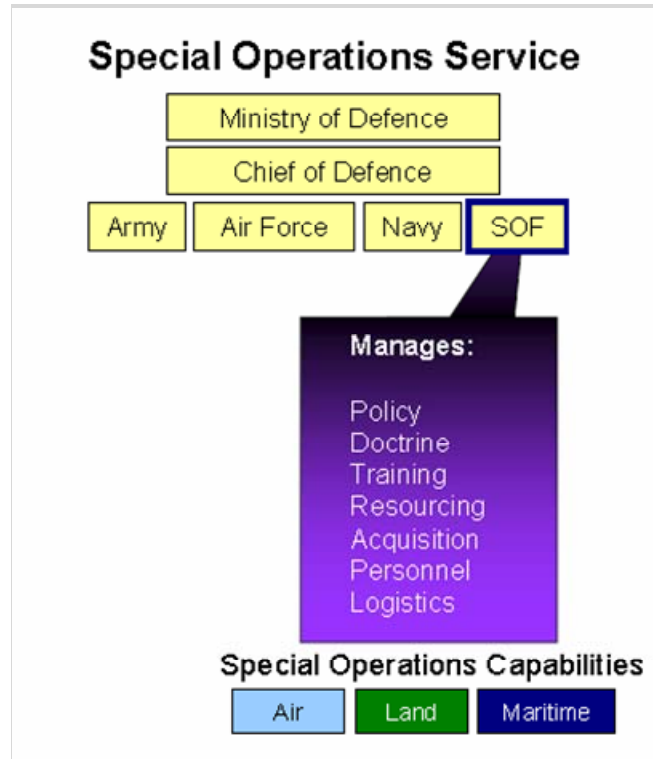 Special Operations Service
Ministry of Defence
Chief of Defence
Army Air Force Navy SOF
Manages:
Policy
Doctrine
Training
Resourcing
Acquisition
Personnel
Logistics
Special Operations Capabilities
Air Land Maritime